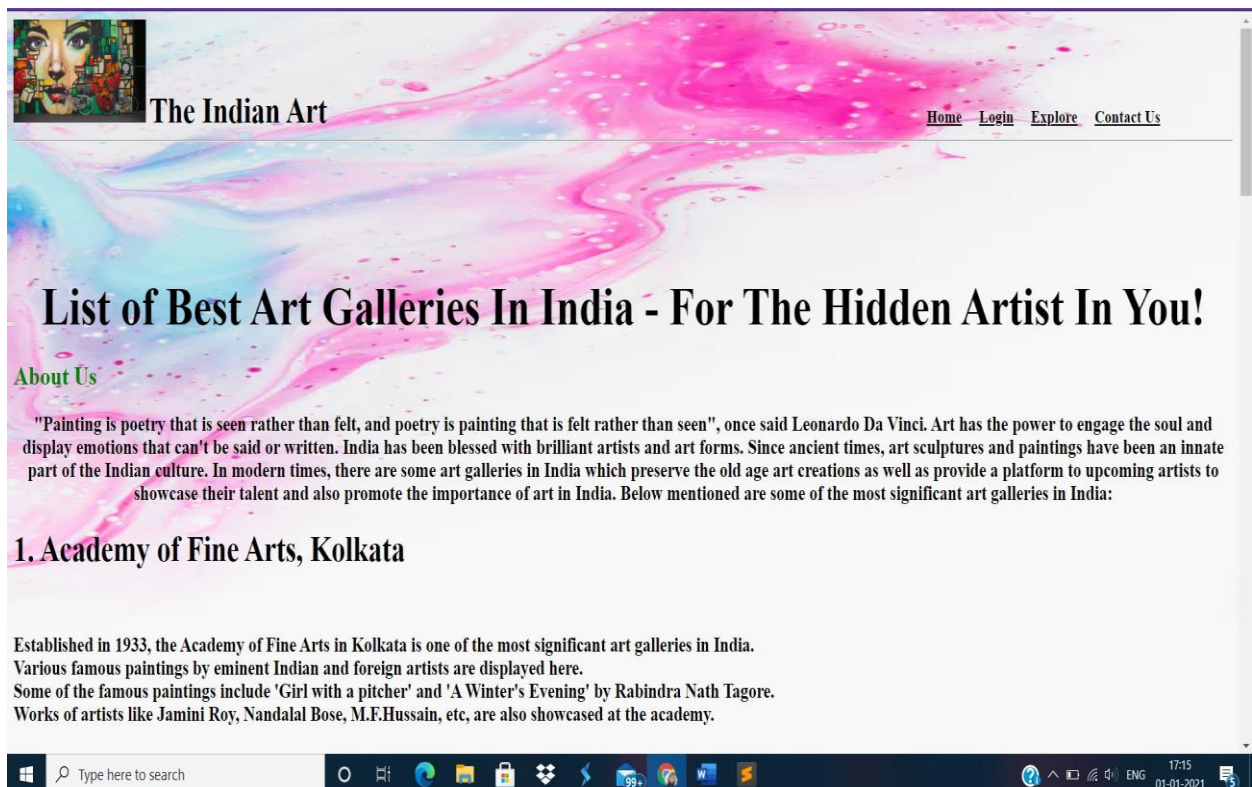 The Indian Art
Home Login Explore Contact Us
List of Best Art Galleries In India - For The Hidden Artist In You!
About Us
"Painting is poetry that is seen rather than felt, and poetry is painting that is felt rather than seen", once said Leonardo Da Vinci. Art has the power to engage the soul and
display emotions that can't be said or written. India has been blessed with brilliant artists and art forms. Since ancient times, art sculptures and paintings have been an innate
part of the Indian culture. In modern times, there are some art galleries in India which preserve the old age art creations as well as provide a platform to upcoming artists to
showcase their talent and also promote the importance of art in India. Below mentioned are some of the most significant art galleries in India:
1. Academy of Fine Arts, Kolkata
Established in 1933, the Academy of Fine Arts in Kolkata is one of the most significant art galleries in India.
Various famous paintings by eminent Indian and foreign artists are displayed here.
Some of the famous paintings include 'Girl with a pitcher' and 'A Winter's Evening' by Rabindra Nath Tagore.
Works of artists like Jamini Roy, Nandalal Bose, M.F.Hussain, etc, are also showcased at the academy.
Type here to search
99+
ENG
17:15
01-01-2021
5